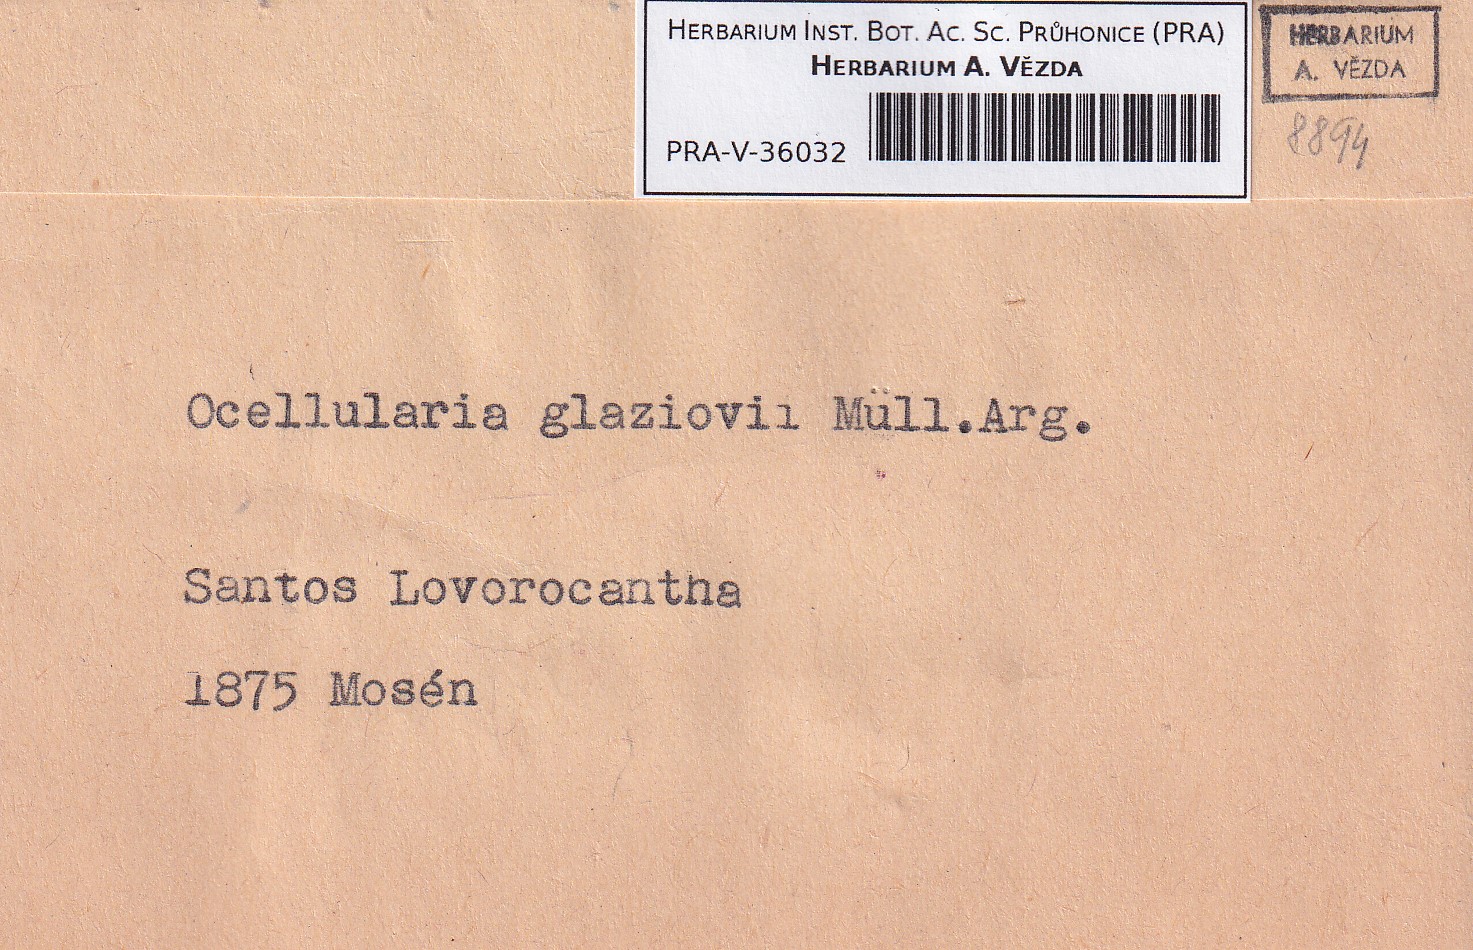 HERBARIUM INST. BOT. AC. SC. PRŮHONICE (PRA)
HERBARIUM A. VĚZDA
PRA-V-36032
HERBARIUM
A. VĚZDA
8894
Ocellularia glaziovii Müll.Arg.
Santos Lovorocantha
1875 Mosén